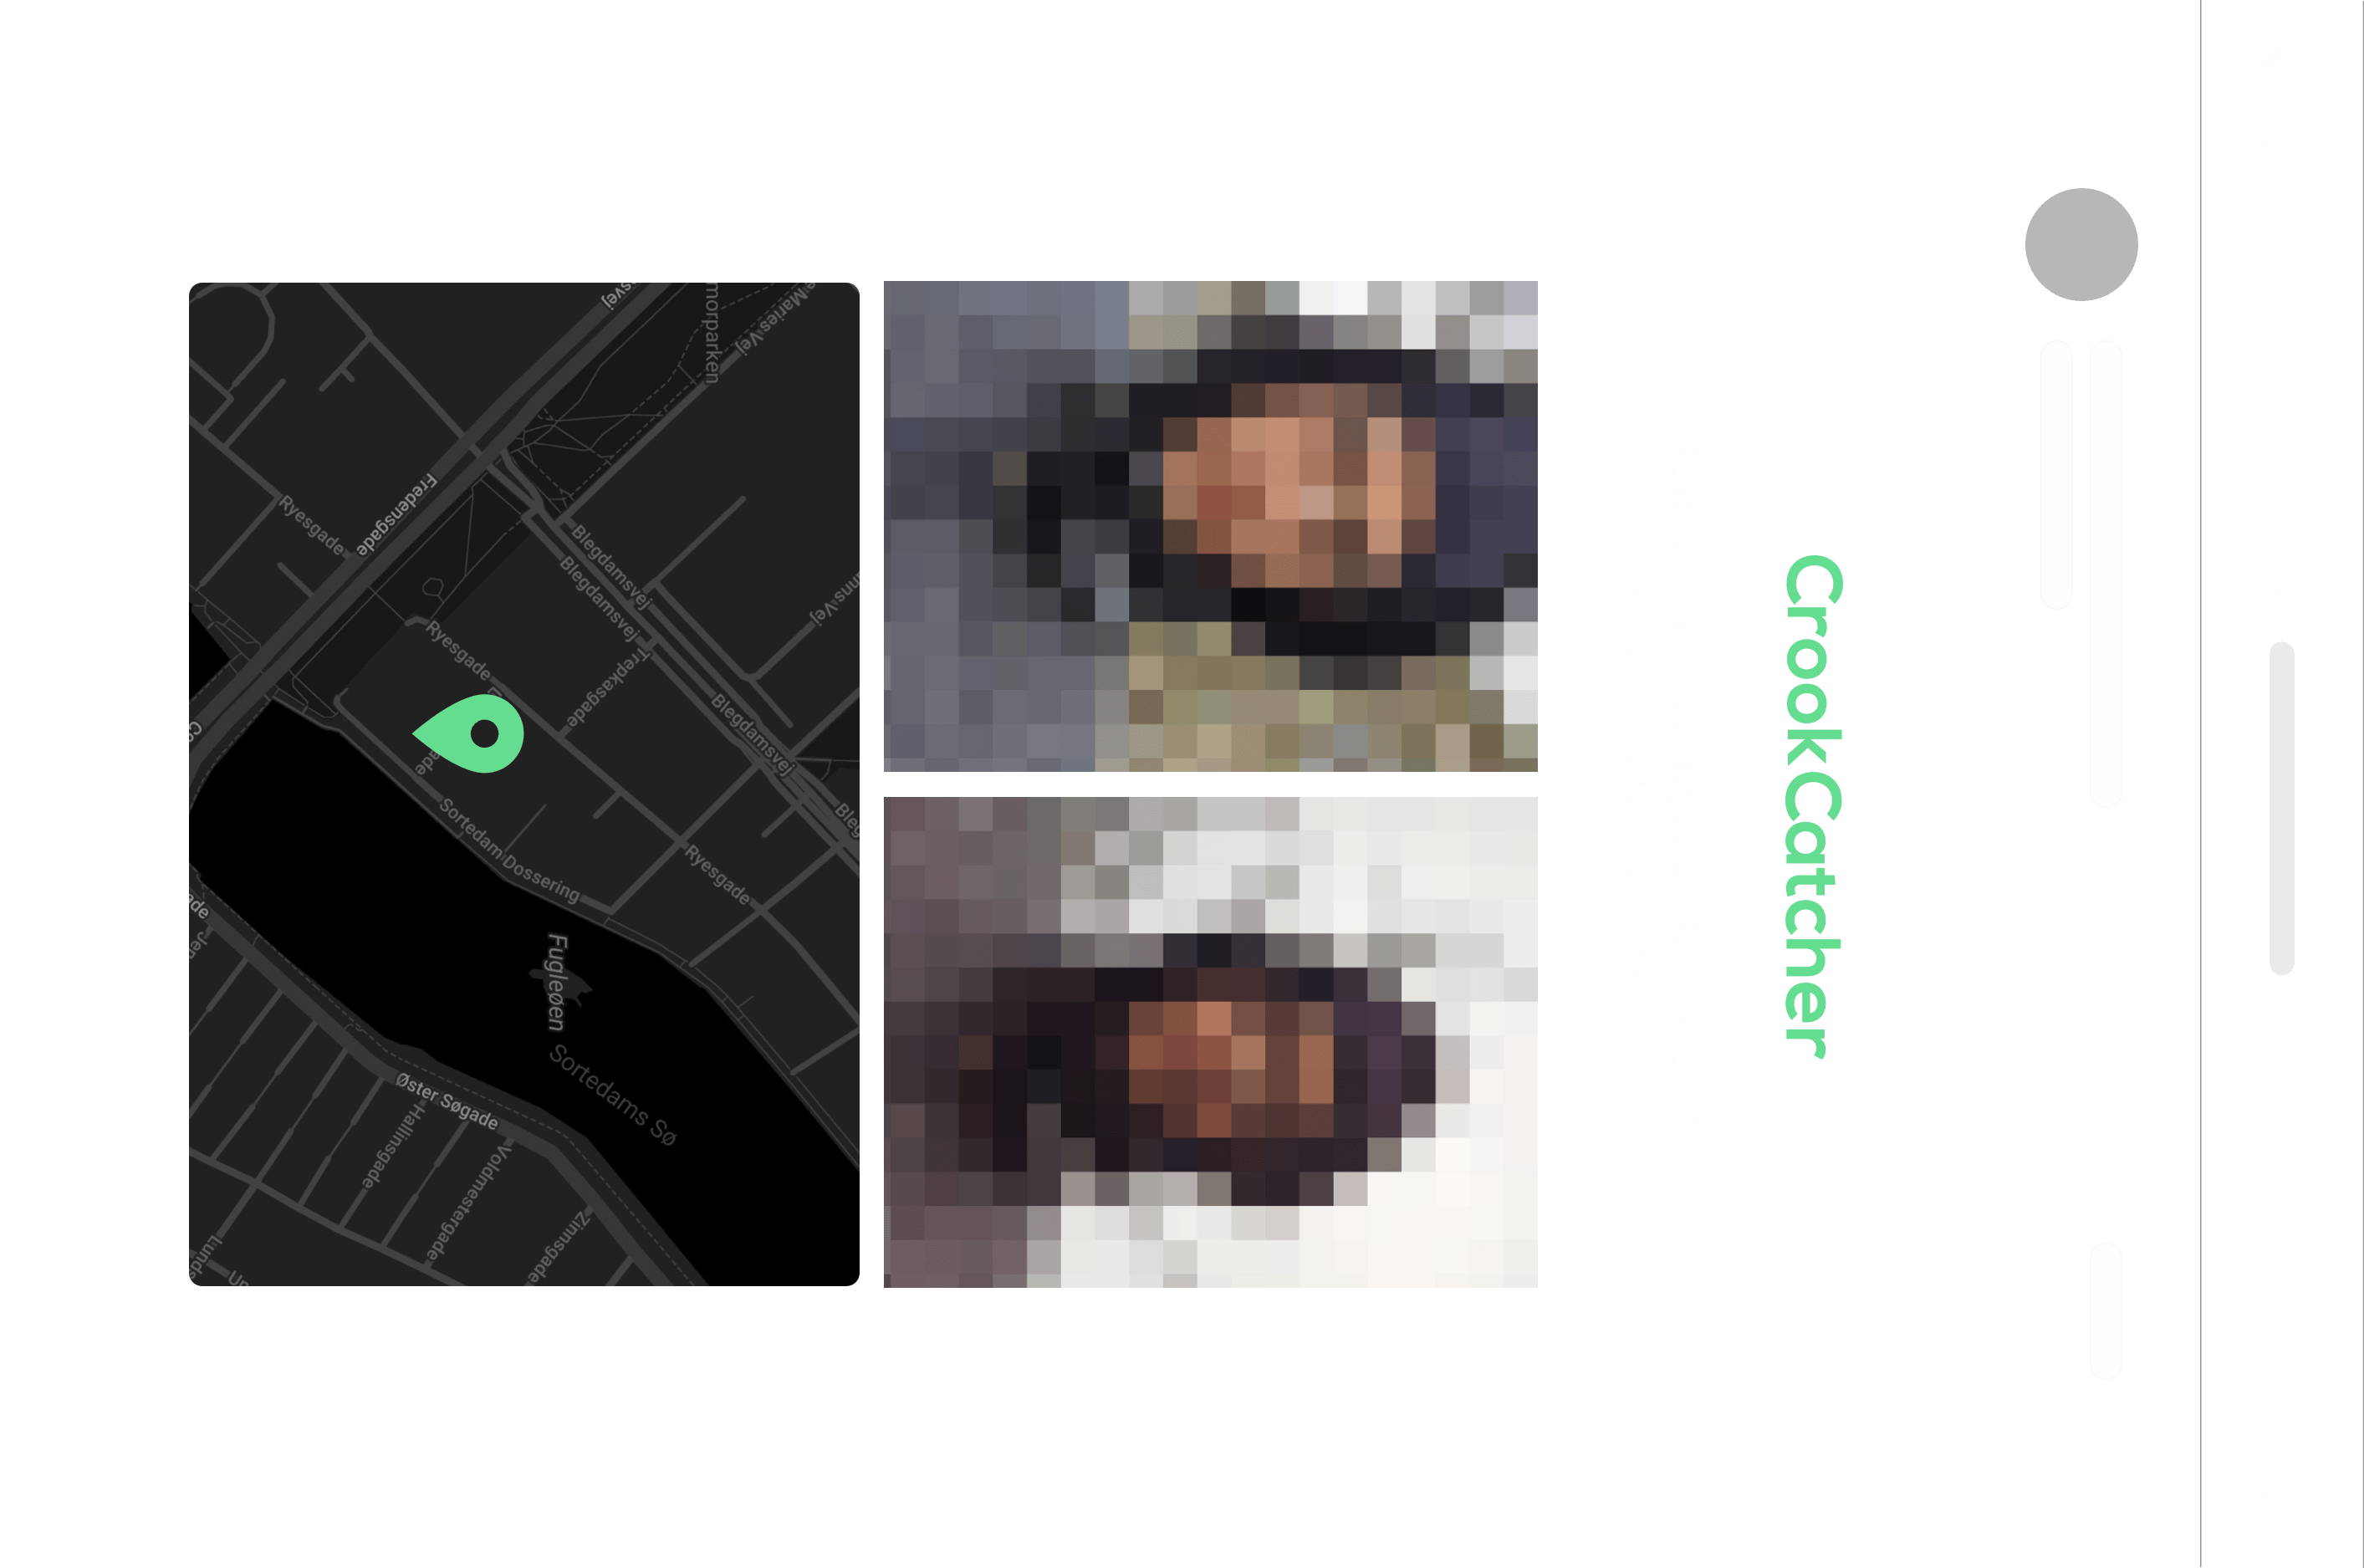 CrookCatcher
morparken
Ryesgade
Fredensgade
Blegdamsvej
Blegdamsvej
Ryesgade
Trepkasgade
Blegdamsvej
Sortedam Dossering
Ryesgade
Fugleøen
Sortedams Sø
Øster Søgade
Hallinsgade
Voldmestergade
Zinnsgade